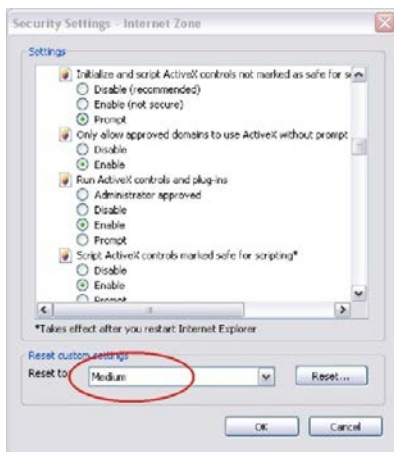 Security Settings - Internet Zone
Settings
Initialize and script ActiveX controls not marked as safe for s
Disable (recommended)
Enable (not secure)
Prompt
Only allow approved domains to use ActiveX without prompt
Disable
Enable
Run ActiveX controls and plug-ins
Administrator approved
Disable
Enable
Prompt
Script ActiveX controls marked safe for scripting*
Disable
Enable
Prompt
*Takes effect after you restart Internet Explorer
Reset custom settings
Reset to: Medium Reset...
OK Cancel